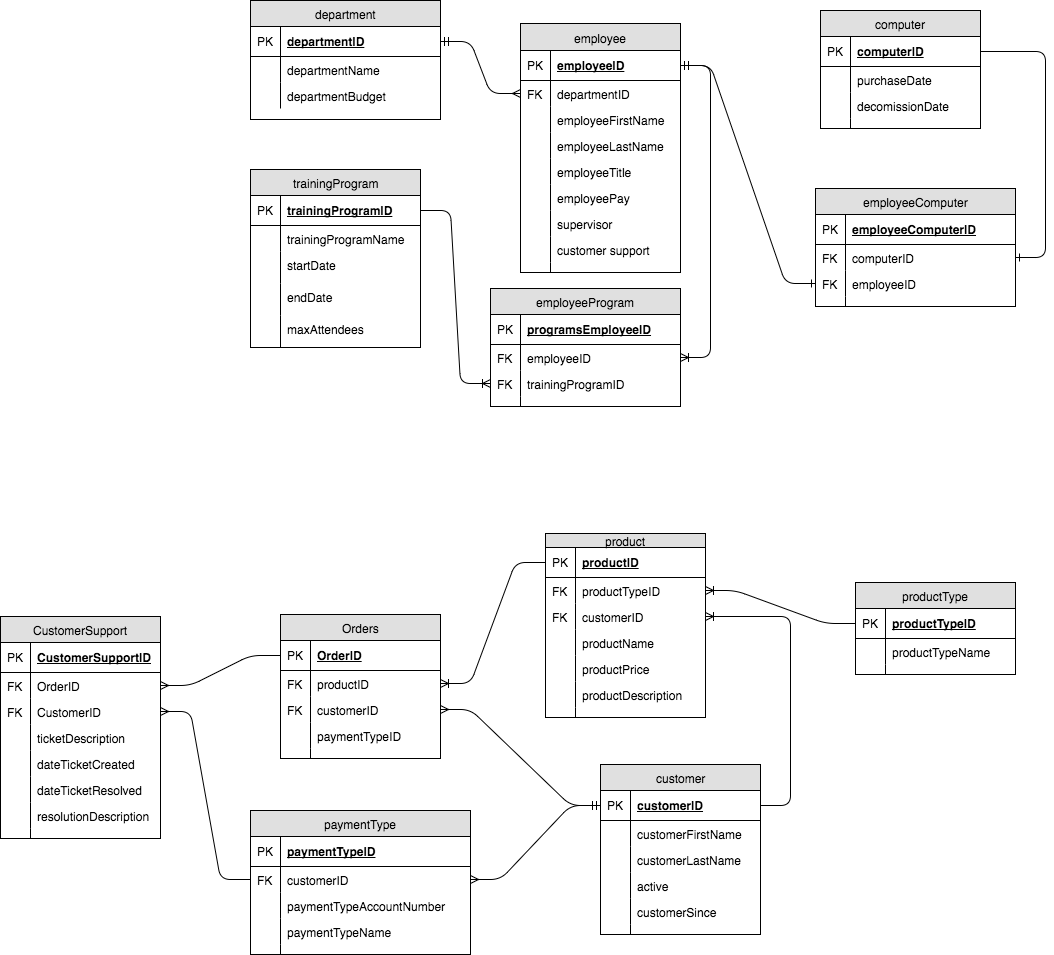 department
PK departmentID
departmentName
departmentBudget
employee
PK employeeID
FK departmentID
employeeFirstName
employeeLastName
employeeTitle
employeePay
supervisor
customer support
computer
PK computerID
purchaseDate
decomissionDate
trainingProgram
PK trainingProgramID
trainingProgramName
startDate
endDate
maxAttendees
employeeComputer
PK employeeComputerID
FK computerID
FK employeeID
employeeProgram
PK programsEmployeeID
FK employeeID
FK trainingProgramID
product
PK productID
FK productTypeID
FK customerID
productName
productPrice
productDescription
productType
PK productTypeID
productTypeName
CustomerSupport
PK CustomerSupportID
FK OrderID
FK CustomerID
ticketDescription
dateTicketCreated
dateTicketResolved
resolutionDescription
Orders
PK OrderID
FK productID
FK customerID
paymentTypeID
customer
PK customerID
customerFirstName
customerLastName
active
customerSince
paymentType
PK paymentTypeID
FK customerID
paymentTypeAccountNumber
paymentTypeName